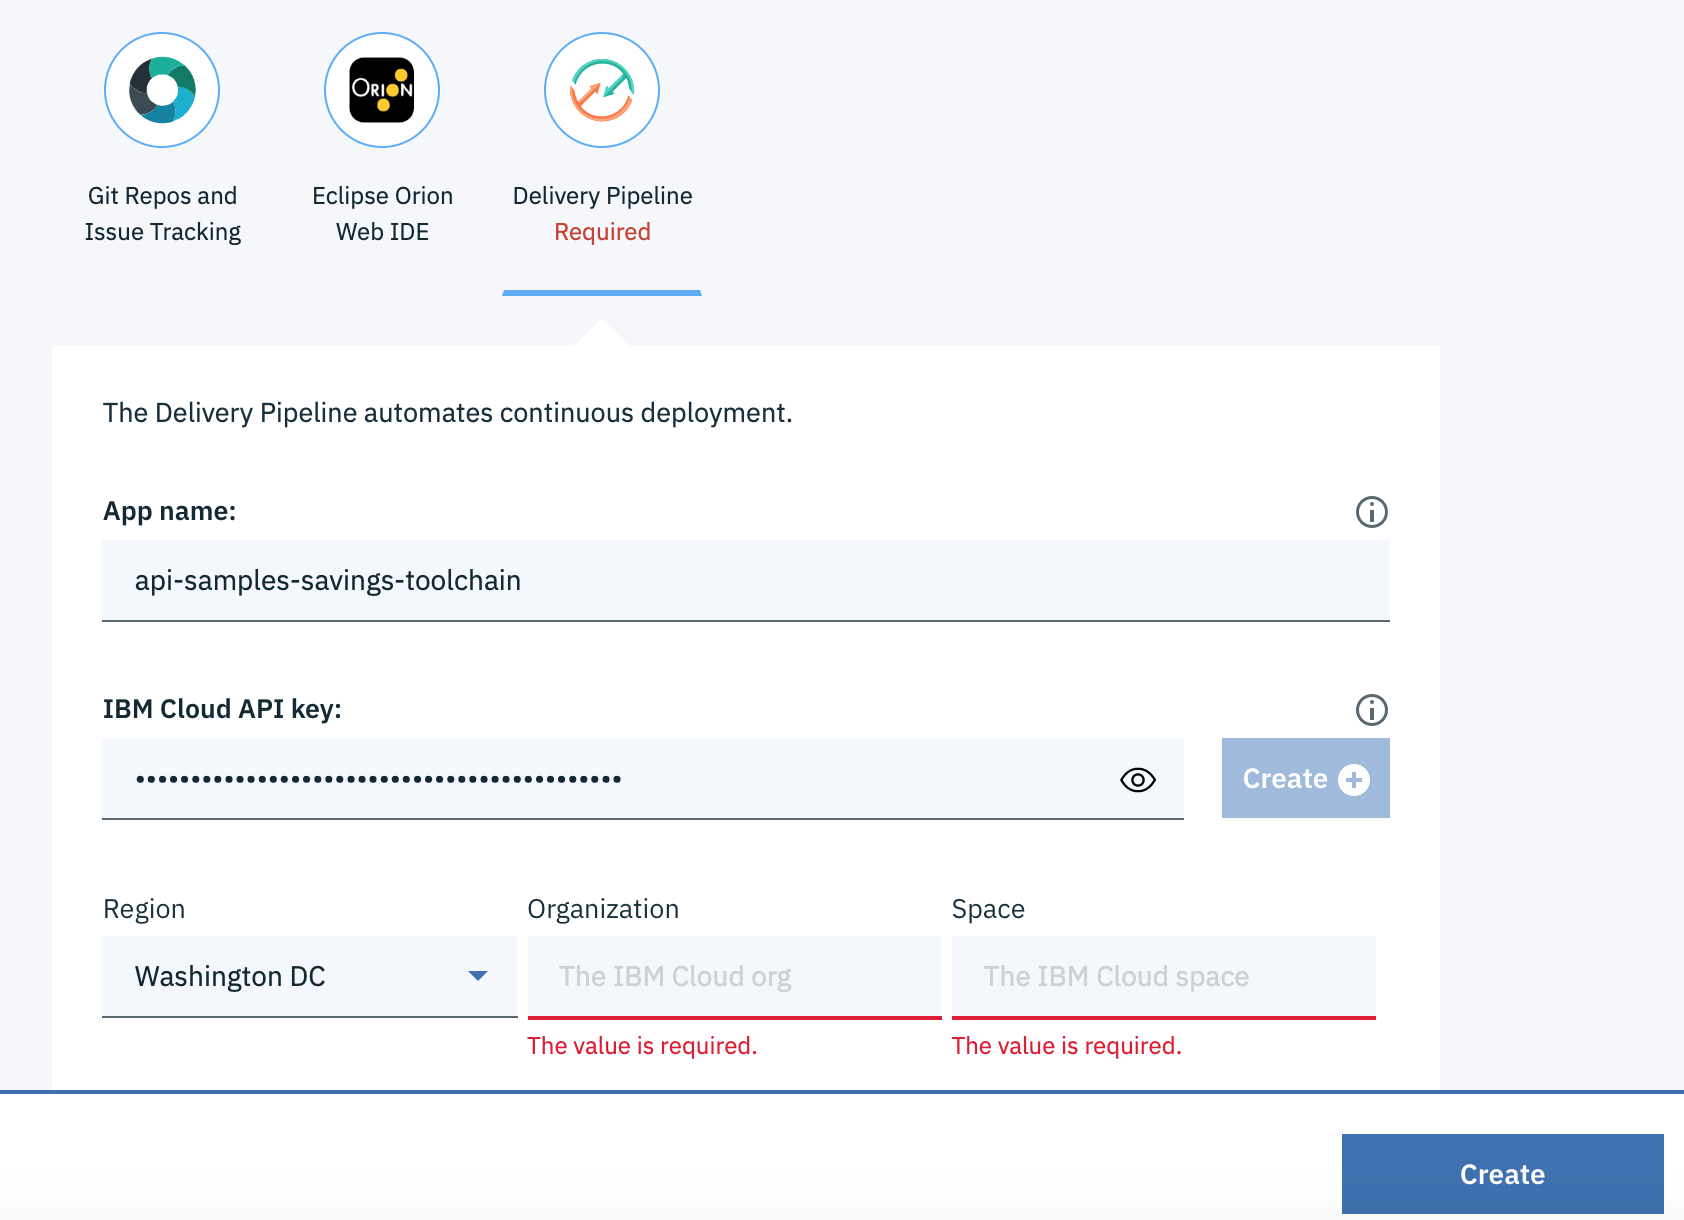 ORION
Git Repos and
Issue Tracking
Eclipse Orion
Web IDE
Delivery Pipeline
Required
The Delivery Pipeline automates continuous deployment.
App name:
api-samples-savings-toolchain
IBM Cloud API key:
••••••••••••••••••••••••••••••••••••••••••••
Create
Region
Organization
Space
Washington DC
The IBM Cloud org
The IBM Cloud space
The value is required.
The value is required.
Create